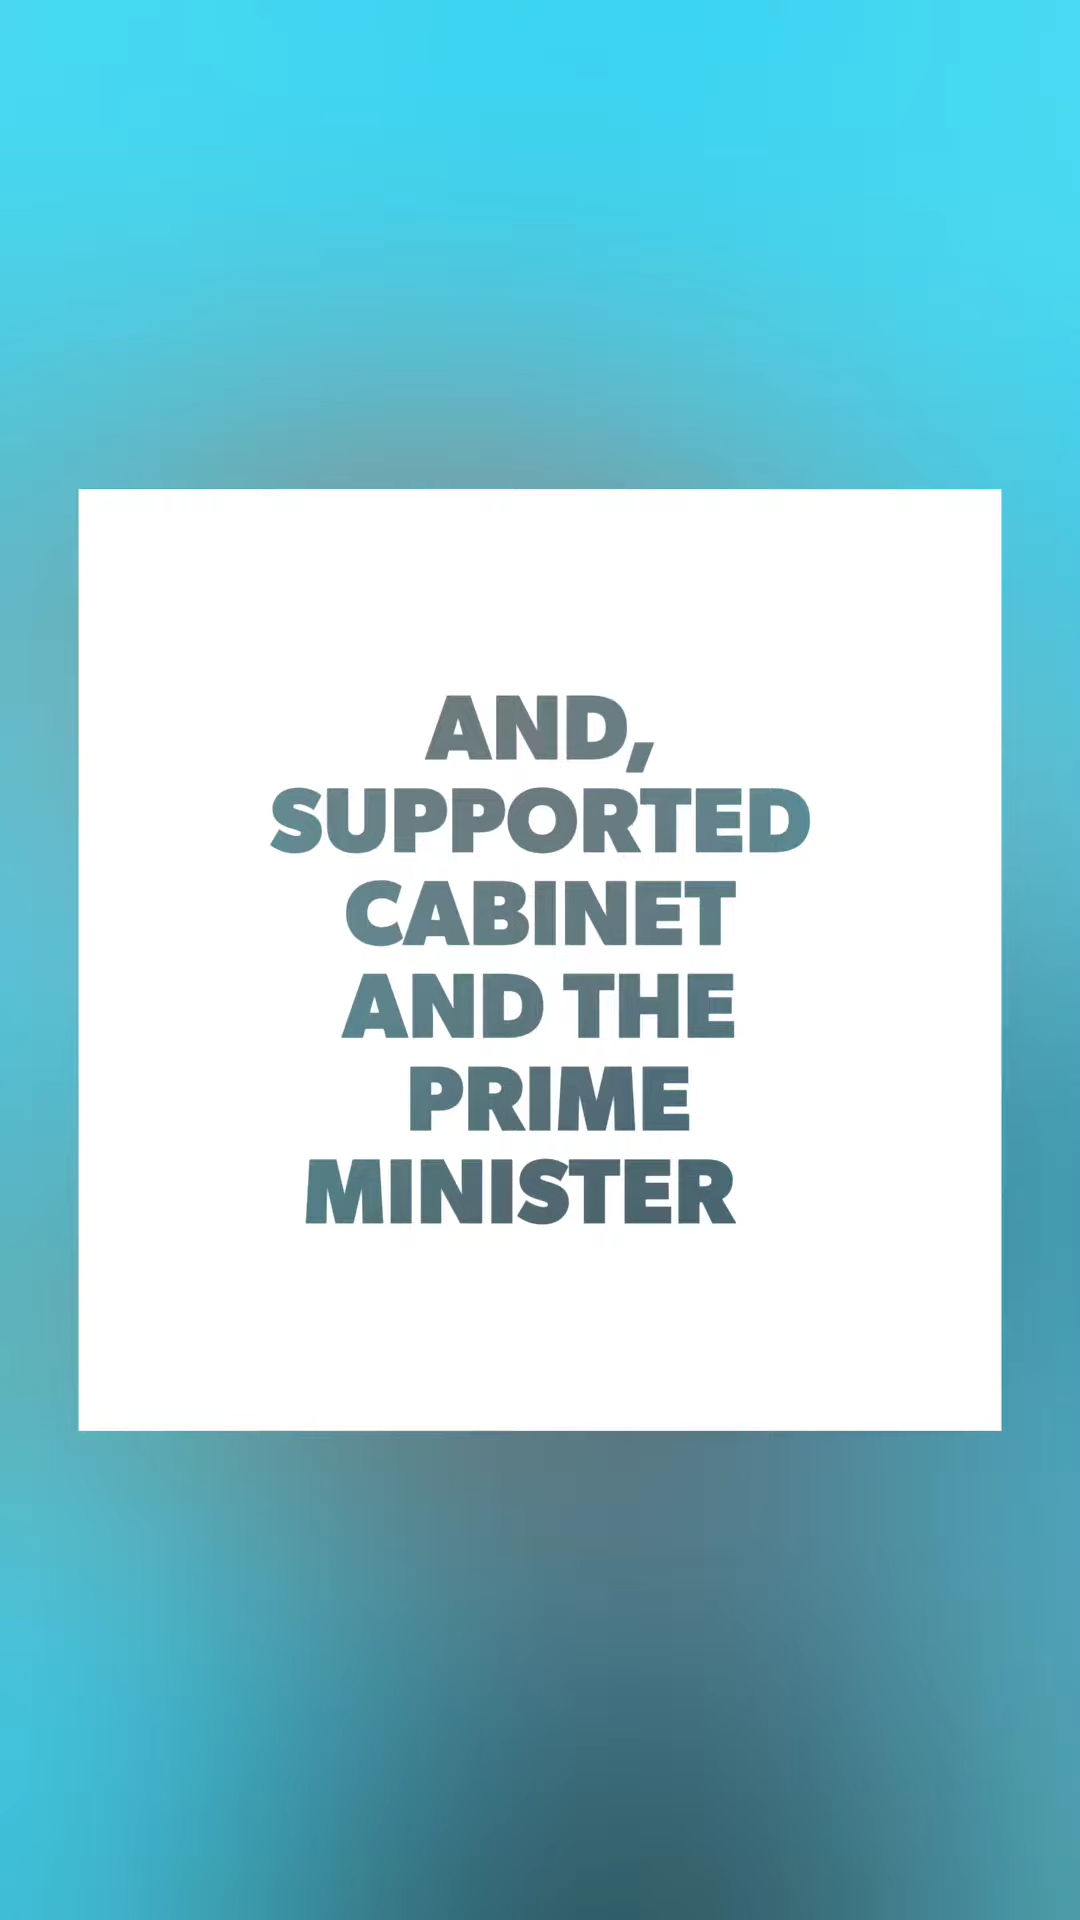 AND,
SUPPORTED
CABINET
AND THE
PRIME
MINISTER